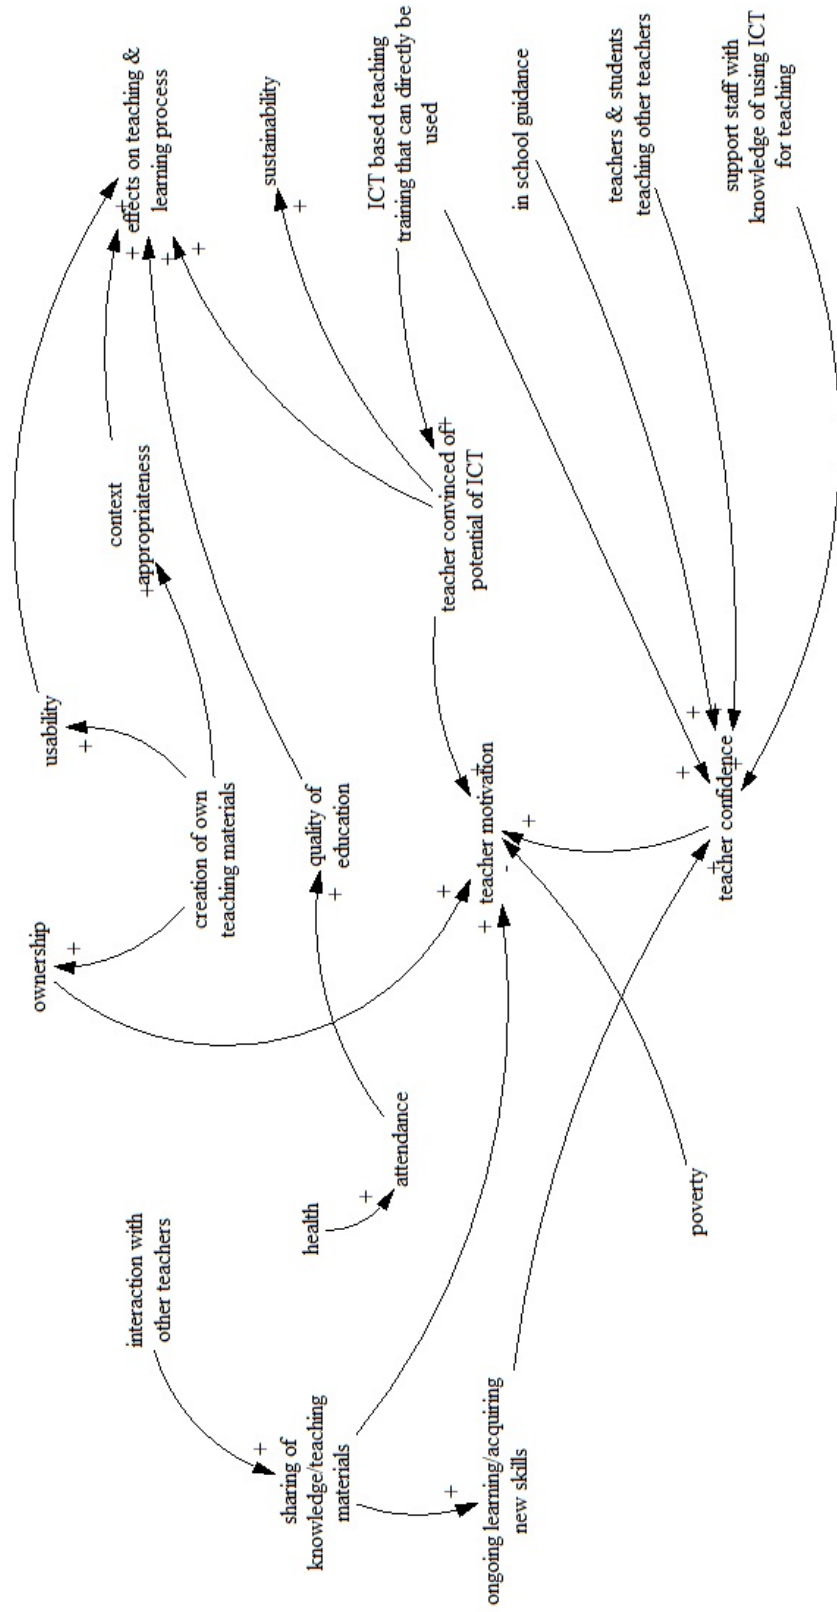 ownership
+
usability
+
creation of own
teaching materials
context
+appropriateness
effects on teaching &
learning process
+
+
+
+
interaction with
other teachers
health
+
attendance
quality of
education
+
sustainability
+
sharing of
knowledge/teaching
materials
+
teacher convinced of+
potential of ICT
ICT based teaching
training that can directly be
used
teacher motivation
+
+
+
+
-
ongoing learning/acquiring
new skills
+
in school guidance
teachers & students
teaching other teachers
poverty
teacher confidence
+
+
+
+
+
support staff with
knowledge of using ICT
for teaching